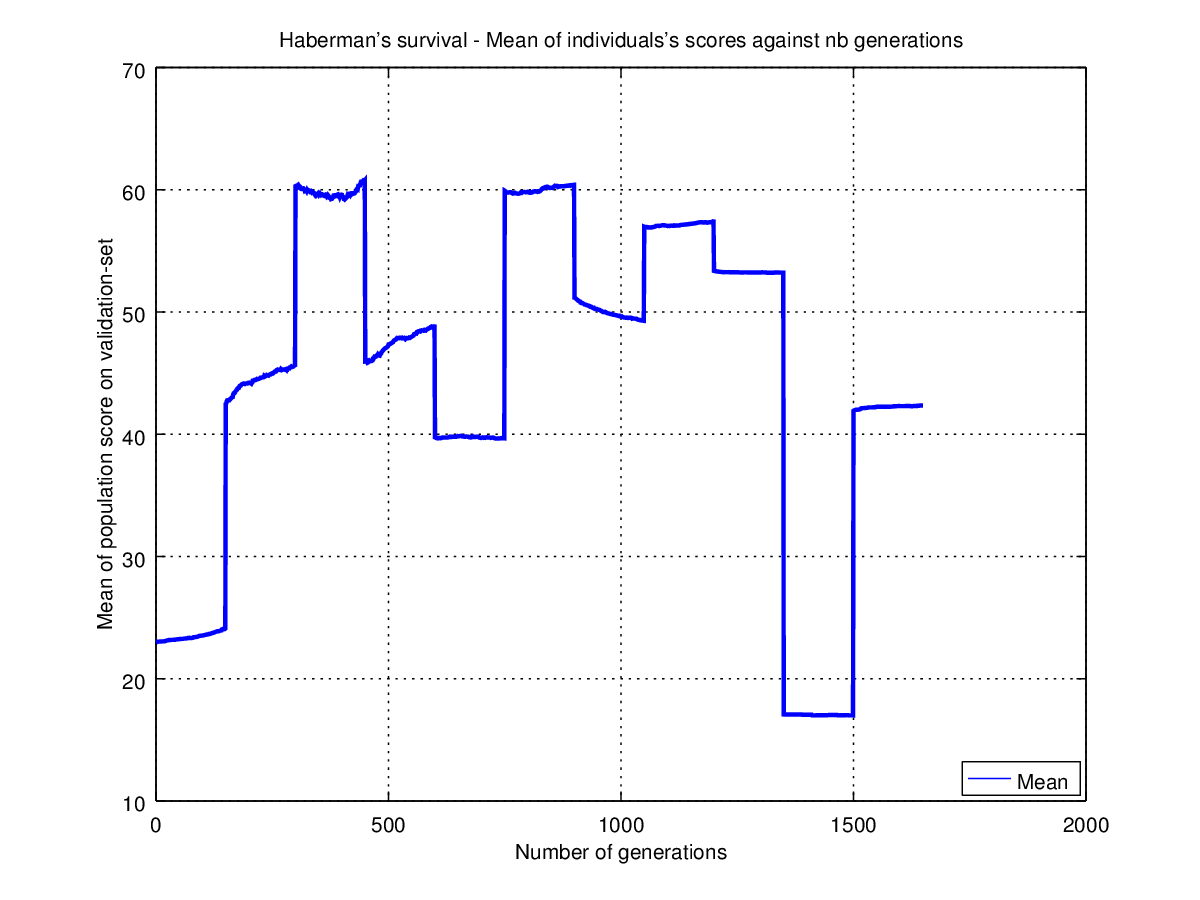 Haberman's survival - Mean of individuals's scores against nb generations
70
60
50
40
30
20
10
Mean of population score on validation-set
0 500 1000 1500 2000
Number of generations
Mean